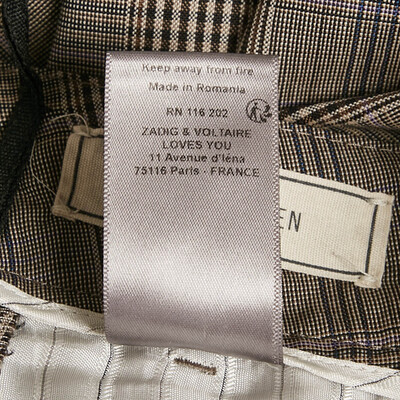 Keep away from fire
Made in Romania
RN 116 202
ZADIG & VOLTAIRE
LOVES YOU
11 Avenue d'Iéna
75116 Paris - FRANCE
EN